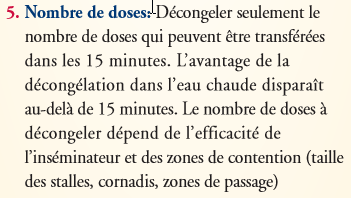 5. Nombre de doses: Décongeler seulement le
nombre de doses qui peuvent être transférées
dans les 15 minutes. L'avantage de la
décongélation dans l'eau chaude disparaît
au-delà de 15 minutes. Le nombre de doses à
décongeler dépend de l'efficacité de
l'inséminateur et des zones de contention (taille
des stalles, cornadis, zones de passage)